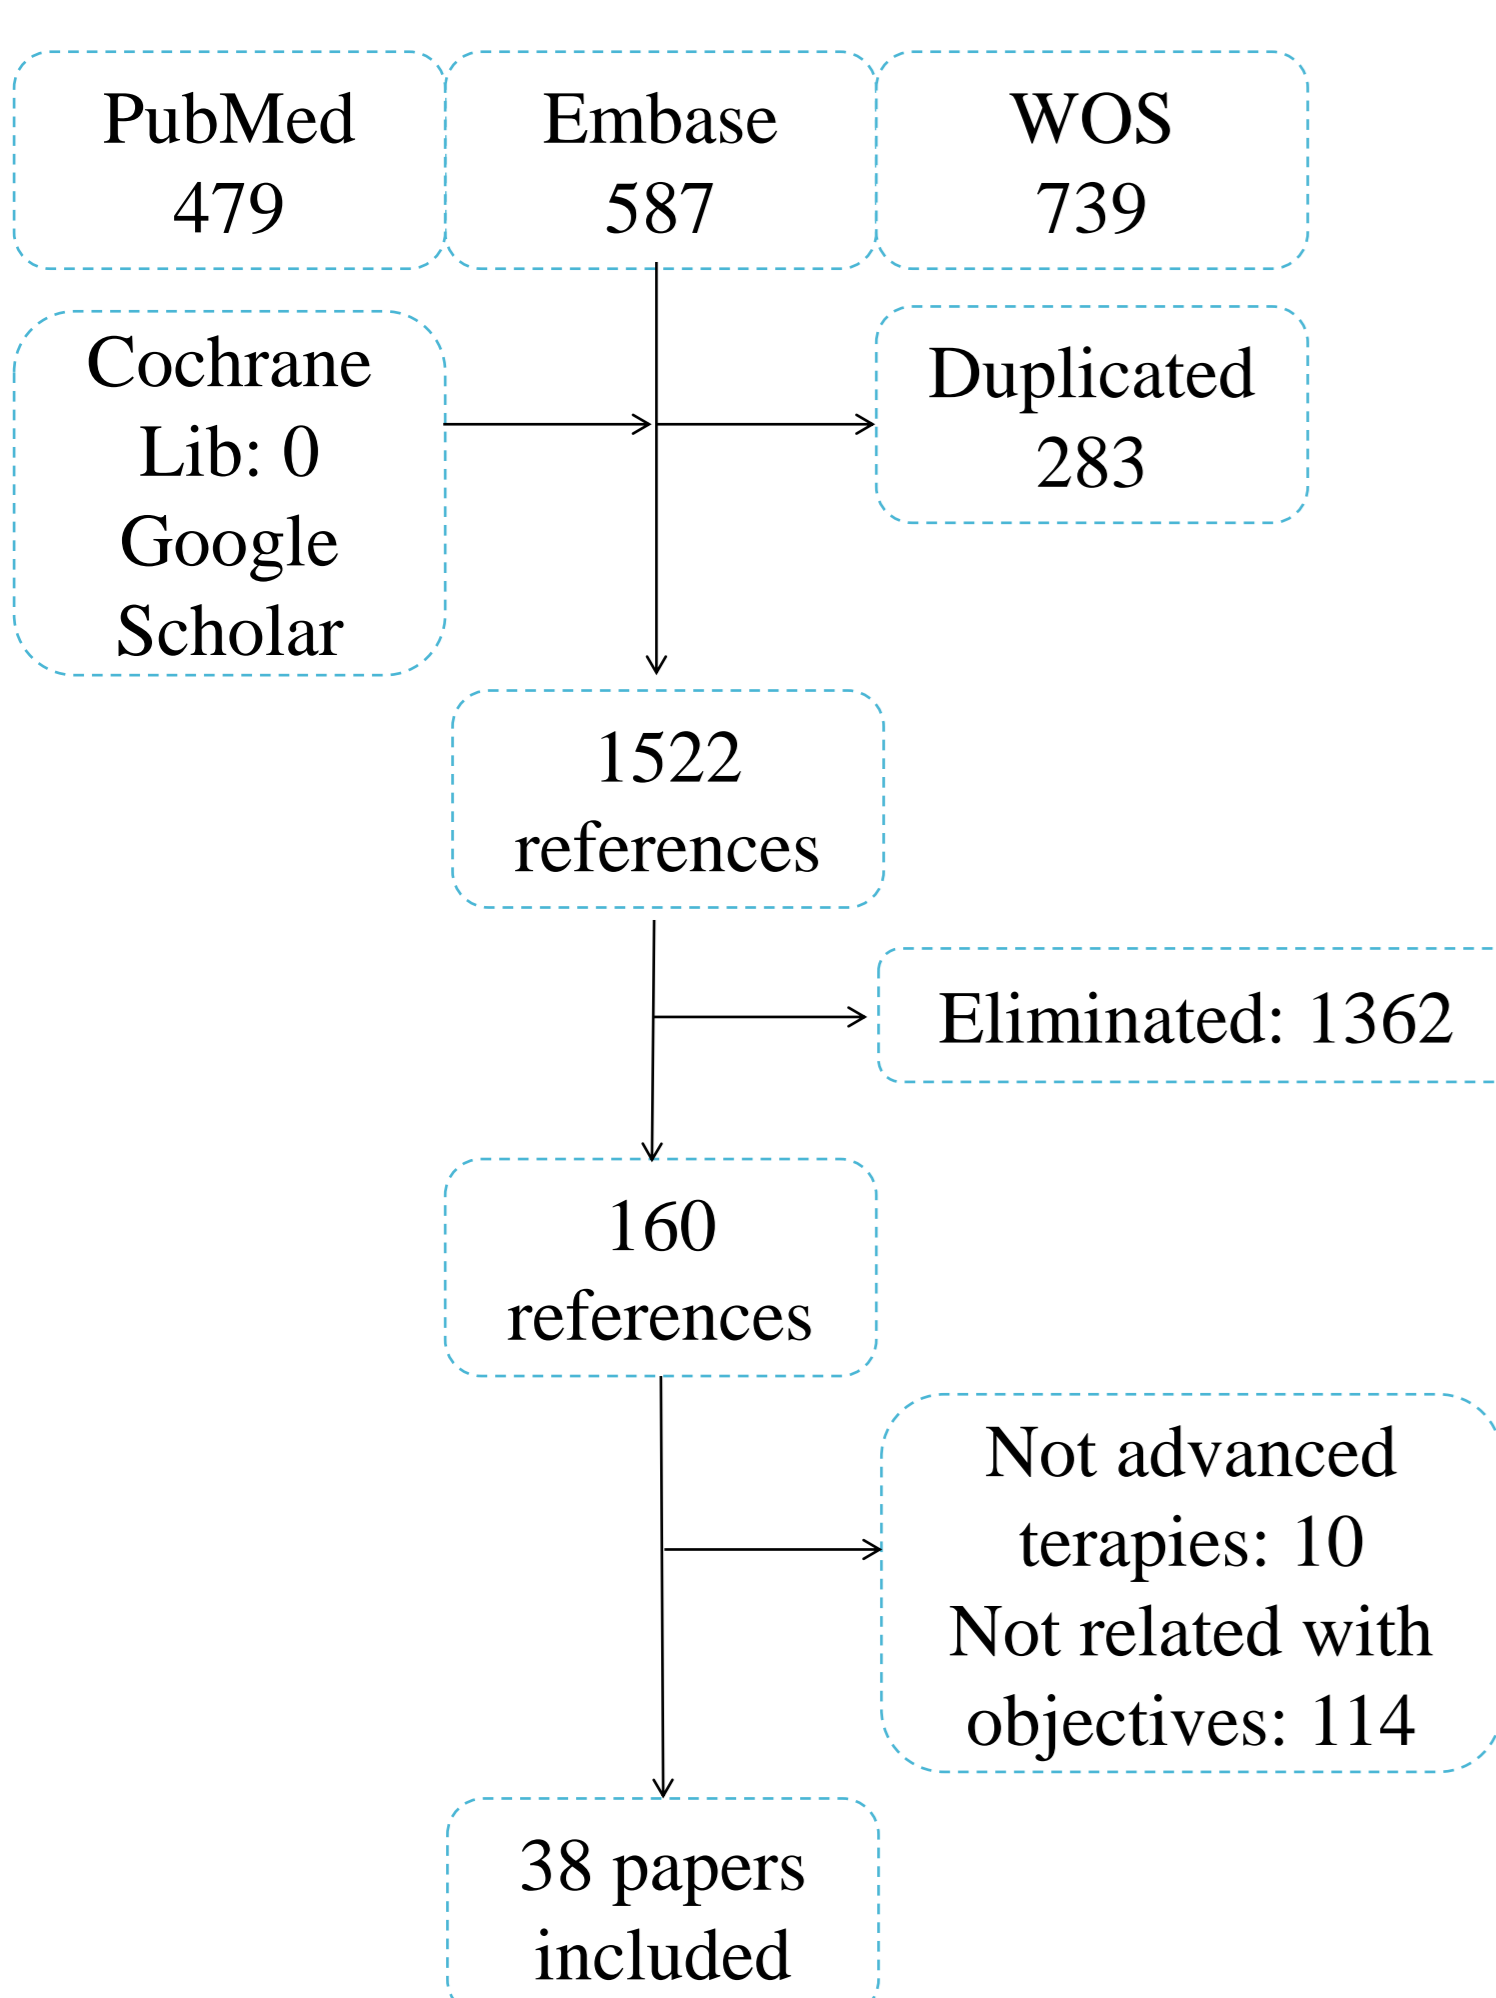 PubMed
479
Embase
587
WOS
739
Cochrane
Lib: 0
Google
Scholar
Duplicated
283
1522
references
Eliminated: 1362
160
references
Not advanced
terapies: 10
Not related with
objectives: 114
38 papers
included